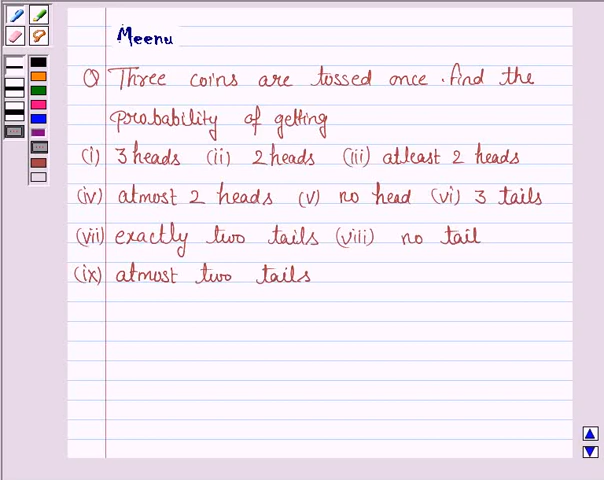 Meenu
Q Three coins are tossed once. Find the
probability of getting
(i) 3 heads (ii) 2 heads (iii) atleast 2 heads
(iv) atmost 2 heads (v) no head (vi) 3 tails
(vii) exactly two tails (viii) no tail
(ix) atmost two tails